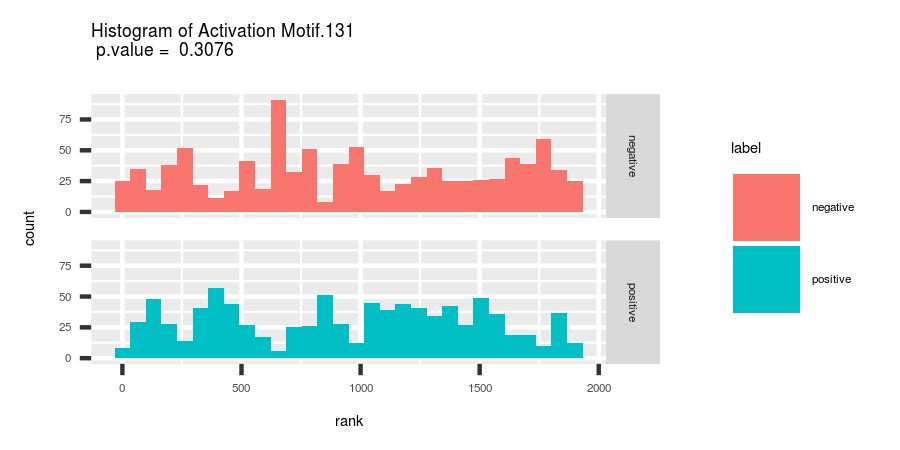 Histogram of Activation Motif.131
p.value =  0.3076
count
75
50
25
0
negative
75
50
25
0
positive
0 500 1000 1500 2000
rank
label
negative
positive